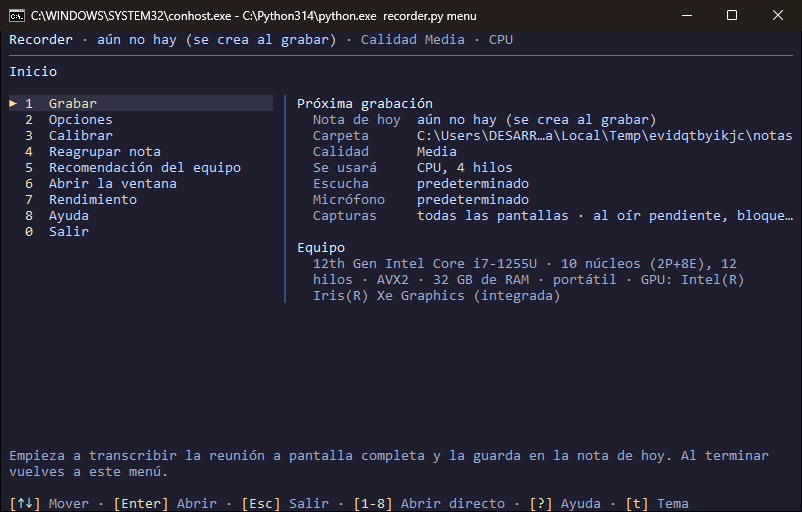 C:\WINDOWS\SYSTEM32\conhost.exe - C:\Python314\python.exe recorder.py menu
Recorder · aún no hay (se crea al grabar) · Calidad Media · CPU
Inicio
► 1 Grabar
2 Opciones
3 Calibrar
4 Reagrupar nota
5 Recomendación del equipo
6 Abrir la ventana
7 Rendimiento
8 Ayuda
0 Salir
Próxima grabación
Nota de hoy aún no hay (se crea al grabar)
Carpeta C:\Users\DESARR…a\Local\Temp\evidqtbyikjc\notas
Calidad Media
Se usará CPU, 4 hilos
Escucha predeterminado
Micrófono predeterminado
Capturas todas las pantallas · al oír pendiente, bloque…
Equipo
12th Gen Intel Core i7-1255U · 10 núcleos (2P+8E), 12
hilos · AVX2 · 32 GB de RAM · portátil · GPU: Intel(R)
Iris(R) Xe Graphics (integrada)
Empieza a transcribir la reunión a pantalla completa y la guarda en la nota de hoy. Al terminar
vuelves a este menú.
[↑↓] Mover · [Enter] Abrir · [Esc] Salir · [1-8] Abrir directo · [?] Ayuda · [t] Tema